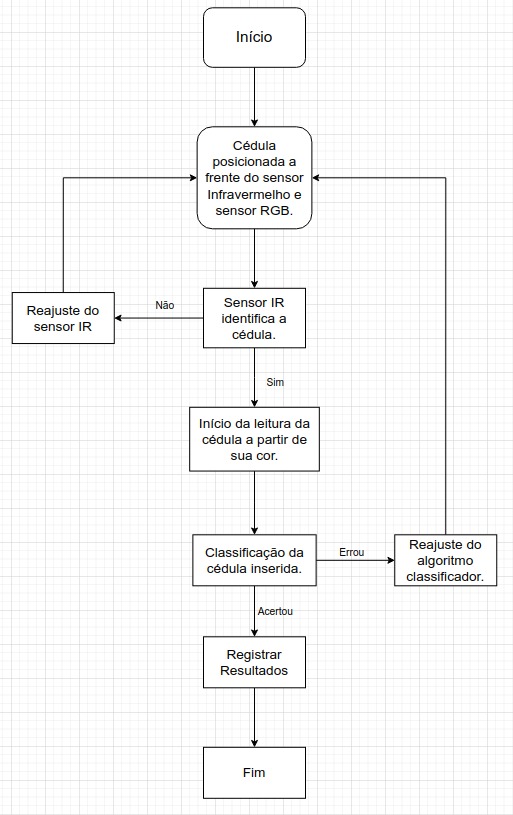 Início
Cédula
posicionada a
frente do sensor
Infravermelho e
sensor RGB.
Não
Reajuste do
sensor IR
Sensor IR
identifica a
cédula.
Sim
Início da leitura da
cédula a partir de
sua cor.
Classificação da
cédula inserida.
Errou
Reajuste do
algoritmo
classificador.
Acertou
Registrar
Resultados
Fim